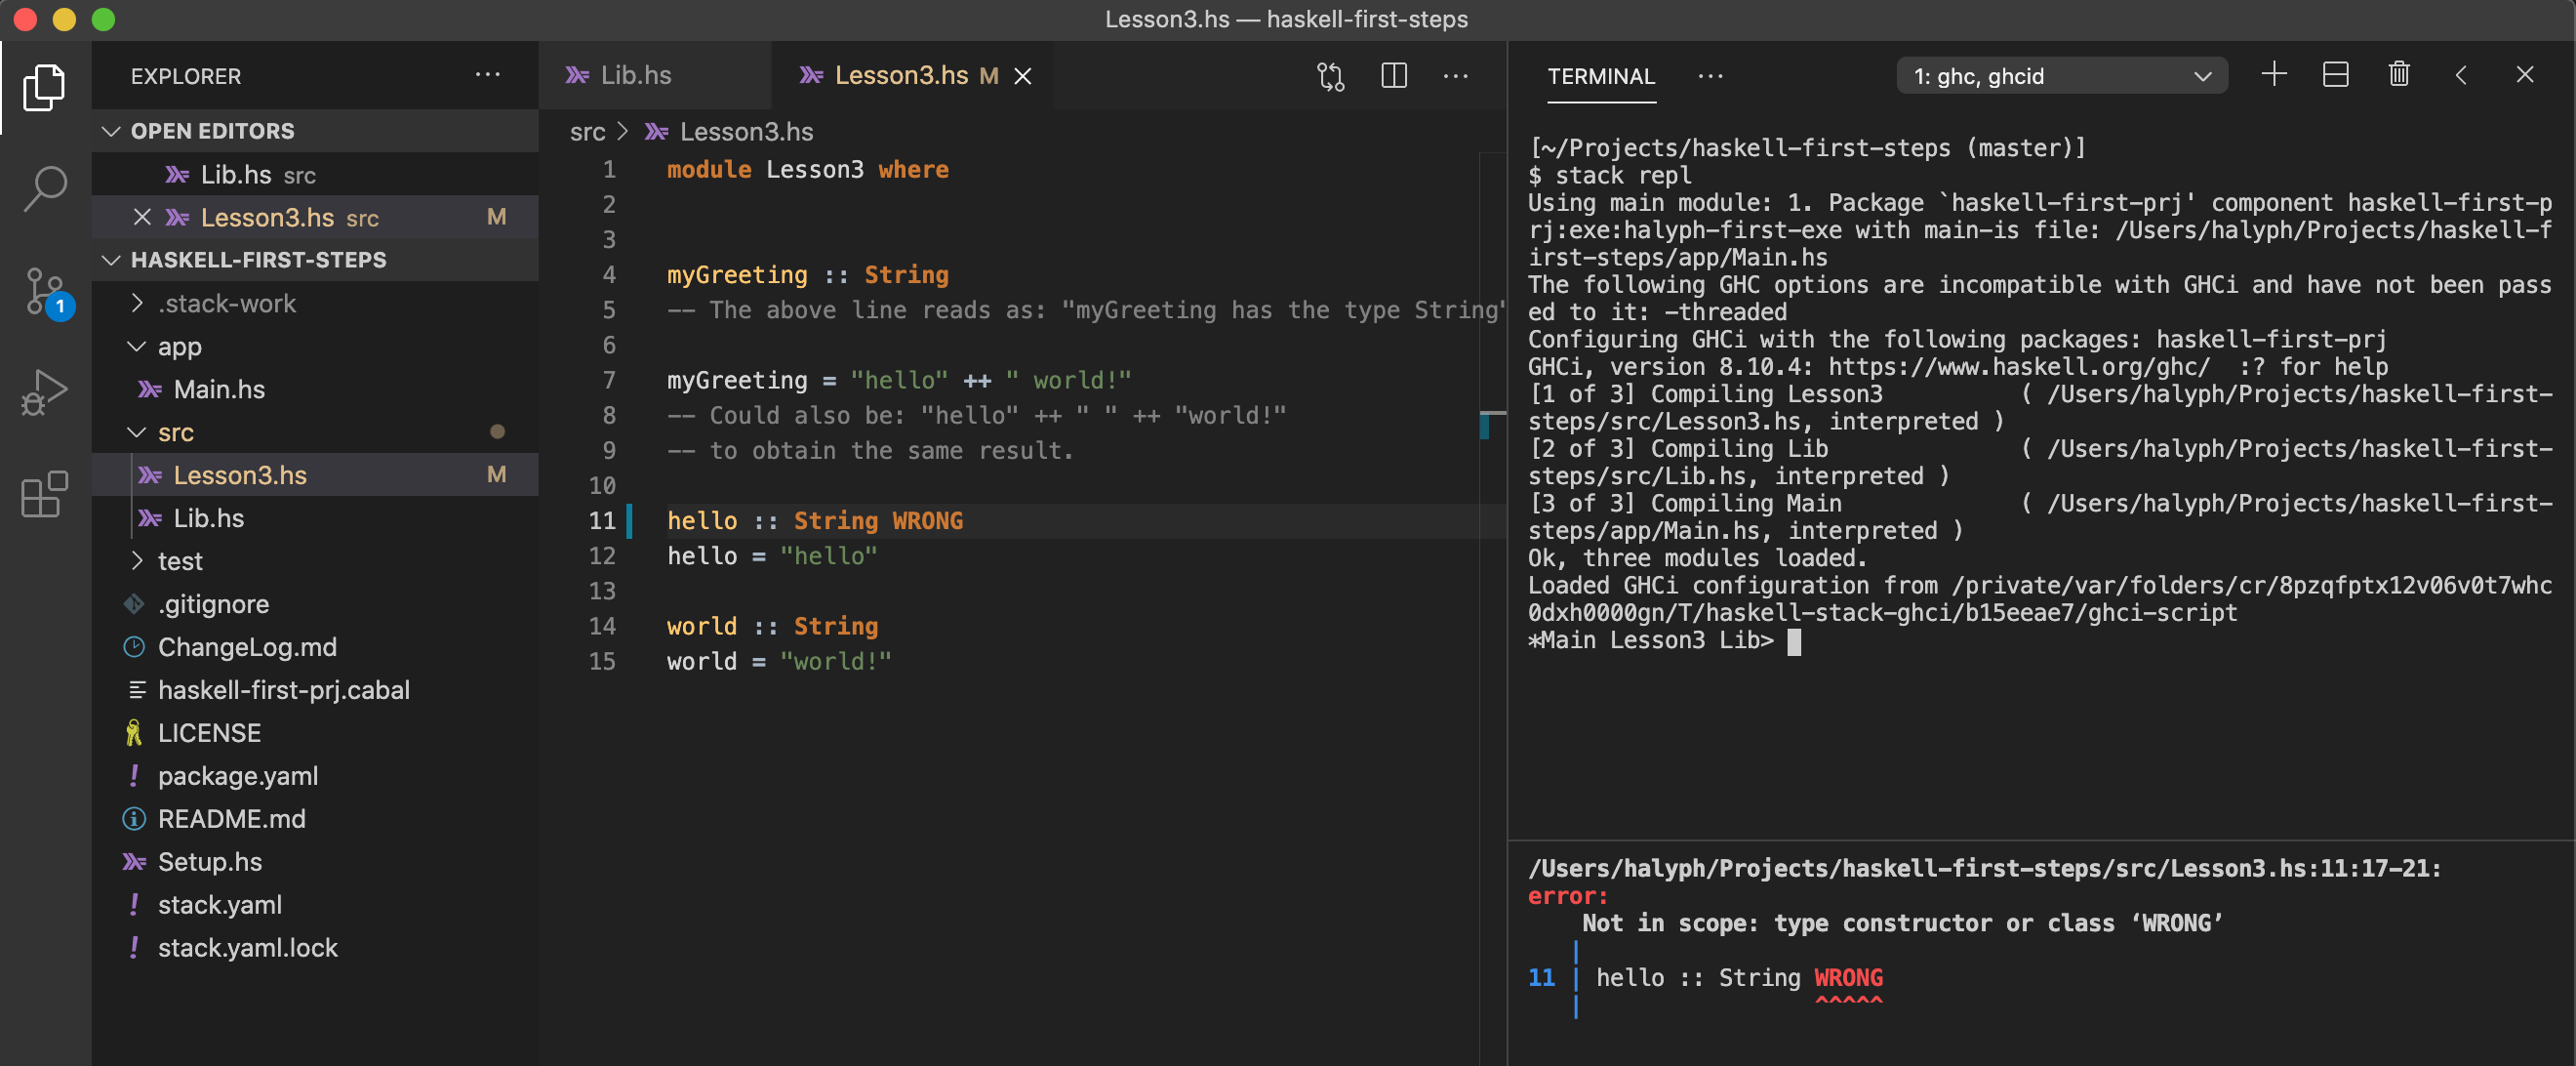 Lesson3.hs — haskell-first-steps
EXPLORER
OPEN EDITORS
Lib.hs src
Lesson3.hs src M
HASKELL-FIRST-STEPS
.stack-work
app
Main.hs
src
Lesson3.hs M
Lib.hs
test
.gitignore
ChangeLog.md
haskell-first-prj.cabal
LICENSE
package.yaml
README.md
Setup.hs
stack.yaml
stack.yaml.lock
1
Lib.hs
Lesson3.hs M
src > Lesson3.hs
1 module Lesson3 where
2
3
4 myGreeting :: String
5 -- The above line reads as: "myGreeting has the type String"
6
7 myGreeting = "hello" ++ " world!"
8 -- Could also be: "hello" ++ " " ++ "world!"
9 -- to obtain the same result.
10
11 hello :: String WRONG
12 hello = "hello"
13
14 world :: String
15 world = "world!"
TERMINAL
1: ghc, ghcid
[~/Projects/haskell-first-steps (master)]
$ stack repl
Using main module: 1. Package `haskell-first-prj' component haskell-first-p
rj:exe:halyph-first-exe with main-is file: /Users/halyph/Projects/haskell-f
irst-steps/app/Main.hs
The following GHC options are incompatible with GHCi and have not been pass
ed to it: -threaded
Configuring GHCi with the following packages: haskell-first-prj
GHCi, version 8.10.4: https://www.haskell.org/ghc/  :? for help
[1 of 3] Compiling Lesson3          ( /Users/halyph/Projects/haskell-first-
steps/src/Lesson3.hs, interpreted )
[2 of 3] Compiling Lib              ( /Users/halyph/Projects/haskell-first-
steps/src/Lib.hs, interpreted )
[3 of 3] Compiling Main             ( /Users/halyph/Projects/haskell-first-
steps/app/Main.hs, interpreted )
Ok, three modules loaded.
Loaded GHCi configuration from /private/var/folders/cr/8pzqfptx12v06v0t7whc
0dxh0000gn/T/haskell-stack-ghci/b15eeae7/ghci-script
*Main Lesson3 Lib>
/Users/halyph/Projects/haskell-first-steps/src/Lesson3.hs:11:17-21:
error:
    Not in scope: type constructor or class ‘WRONG’
   |
11 | hello :: String WRONG
   |                 ^^^^^